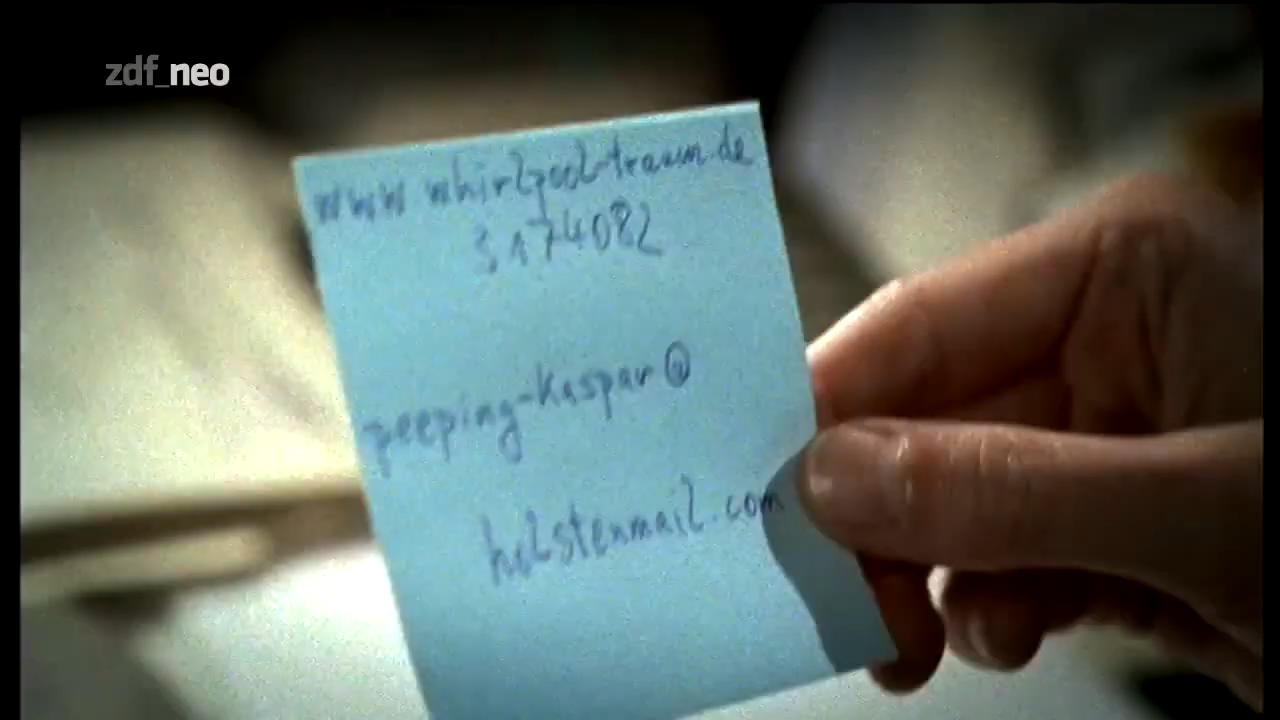 zdf_neo
www whirlpool-traum.de
3174082
peeping-kaspar@
holstenmail.com